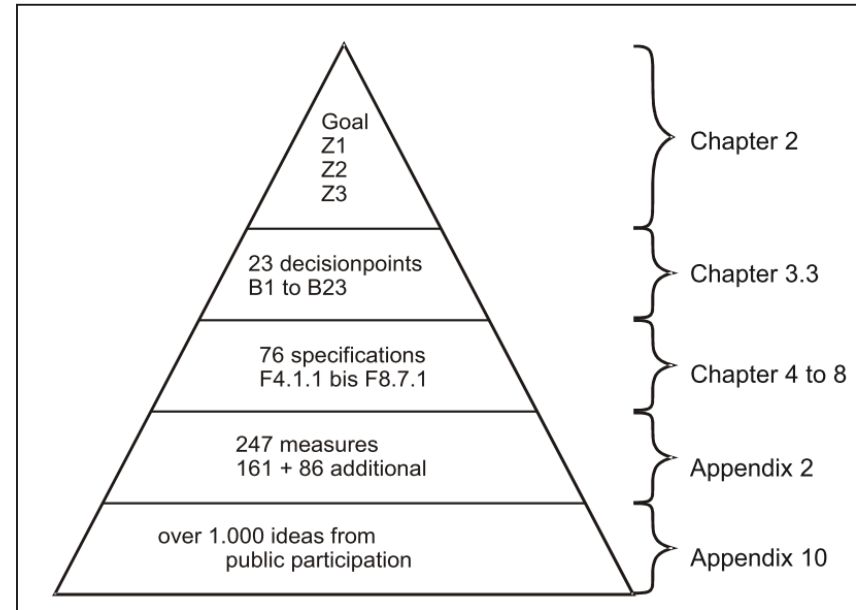 Goal
Z1
Z2
Z3
Chapter 2
23 decisionpoints
B1 to B23
Chapter 3.3
76 specifications
F4.1.1 bis F8.7.1
Chapter 4 to 8
247 measures
161 + 86 additional
Appendix 2
over 1.000 ideas from
public participation
Appendix 10